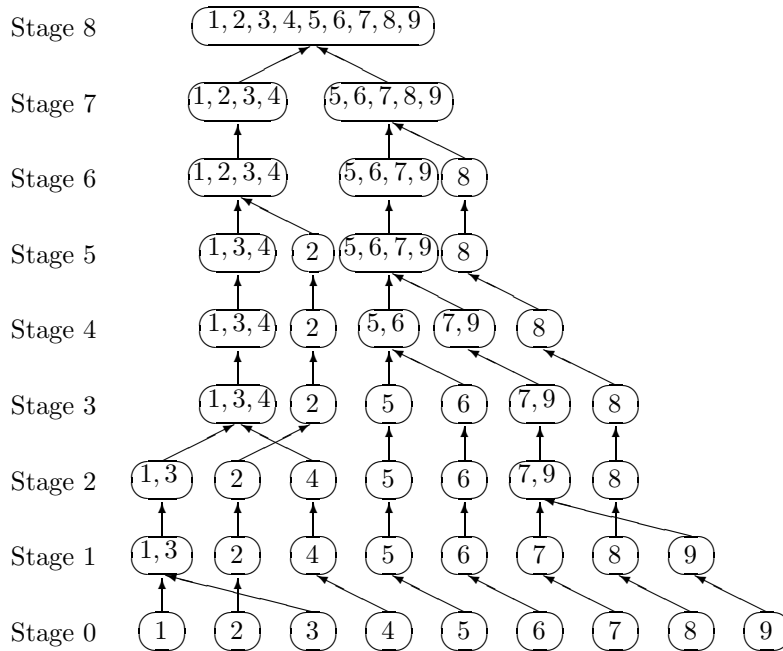 Stage 8 1, 2, 3, 4, 5, 6, 7, 8, 9
Stage 7 1, 2, 3, 4 5, 6, 7, 8, 9
Stage 6 1, 2, 3, 4 5, 6, 7, 9 8
Stage 5 1, 3, 4 2 5, 6, 7, 9 8
Stage 4 1, 3, 4 2 5, 6 7, 9 8
Stage 3 1, 3, 4 2 5 6 7, 9 8
Stage 2 1, 3 2 4 5 6 7, 9 8
Stage 1 1, 3 2 4 5 6 7 8 9
Stage 0 1 2 3 4 5 6 7 8 9